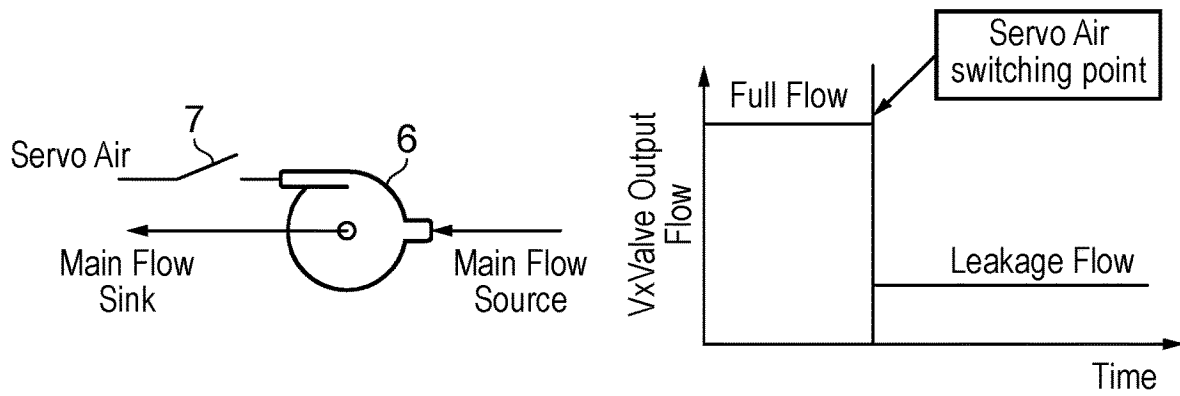 7
Servo Air
6
Main Flow
Sink
Main Flow
Source
VxValve Output
Flow
Full Flow
Servo Air
switching point
Leakage Flow
Time